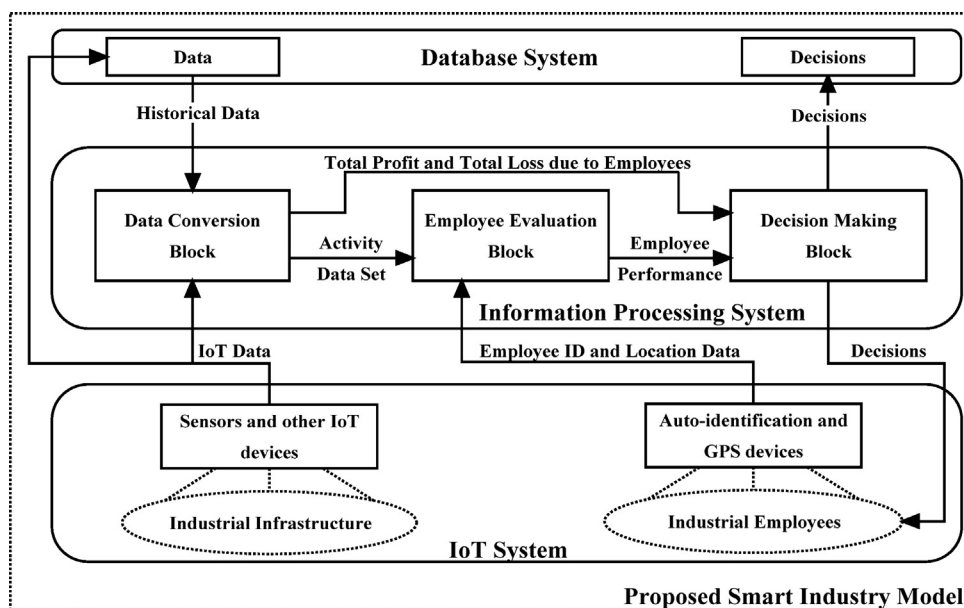 Data
Database System
Decisions
Historical Data
Decisions
Total Profit and Total Loss due to Employees
Data Conversion
Block
Activity
Data Set
Employee Evaluation
Block
Employee
Performance
Decision Making
Block
Information Processing System
IoT Data
Employee ID and Location Data
Decisions
Sensors and other IoT
devices
Auto-identification and
GPS devices
Industrial Infrastructure
Industrial Employees
IoT System
Proposed Smart Industry Model